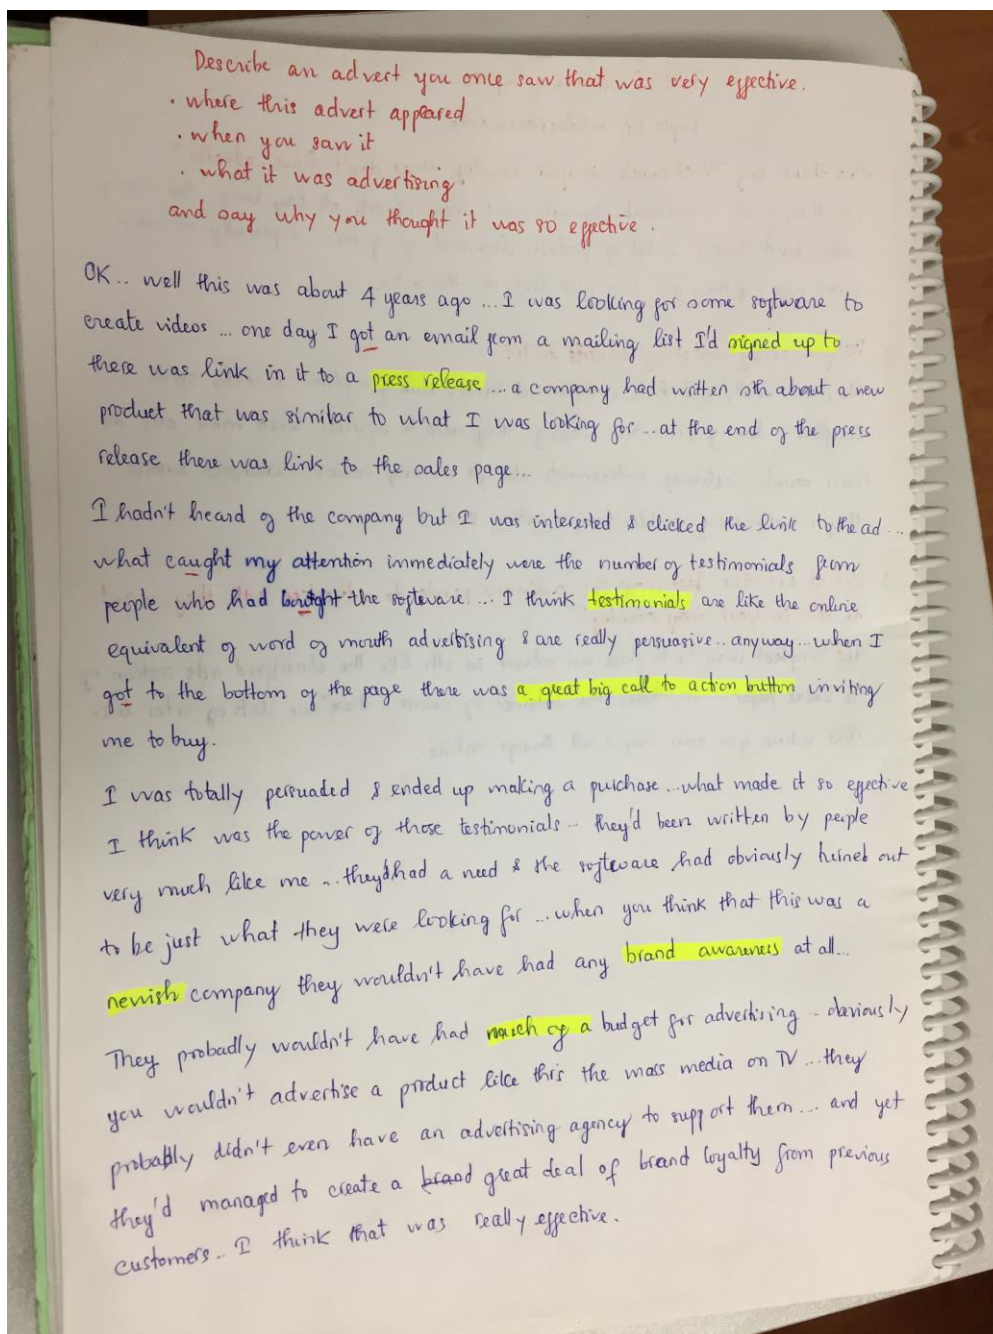 Describe an advert you once saw that was very effective.
. where this advert appeared
. when you saw it
. what it was advertising.
and say why you thought it was so effective.
OK.. well this was about 4 years ago ... I was looking for some software to
create videos ... one day I got an email from a mailing list I'd signed up to ...
there was link in it to a press release ... a company had written sth about a new
product that was similar to what I was looking for ... at the end of the press
release there was link to the sales page...
I hadn't heard of the company but I was interested & clicked the link to the ad ...
what caught my attention immediately were the number of testimonials from
people who had bought the software ... I think testimonials are like the online
equivalent of word of mouth advertising & are really persuasive.. anyway... when I
got to the bottom of the page there was a great big call to action button inviting
me to buy.
I was totally persuaded & ended up making a purchase ... what made it so effective
I think was the power of those testimonials .. they'd been written by people
very much like me ... they'd had a need & the software had obviously turned out
to be just what they were looking for ... when you think that this was a
newish company they wouldn't have had any brand awareness at all...
They probadly wouldn't have had much of a budget for advertising .. obviously
you wouldn't advertise a product like this the mass media on TV ... they
probably didn't even have an advertising agency to support them ... and yet
they'd managed to create a great deal of brand loyalty from previous
customers.. I think that was really effective.